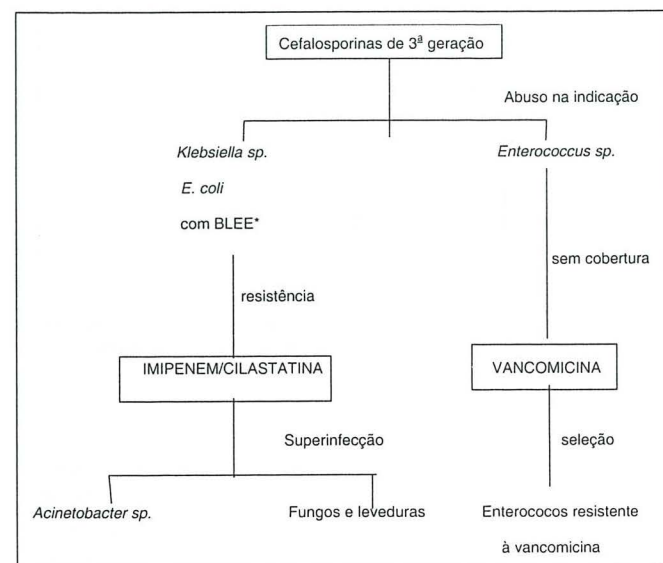 Cefalosporinas de 3ª geração
Abuso na indicação
Klebsiella sp.
Enterococcus sp.
E. coli
com BLEE*
sem cobertura
resistência
IMIPENEM/CILASTATINA
VANCOMICINA
Superinfecção
seleção
Acinetobacter sp.
Fungos e leveduras
Enterococos resistente
à vancomicina